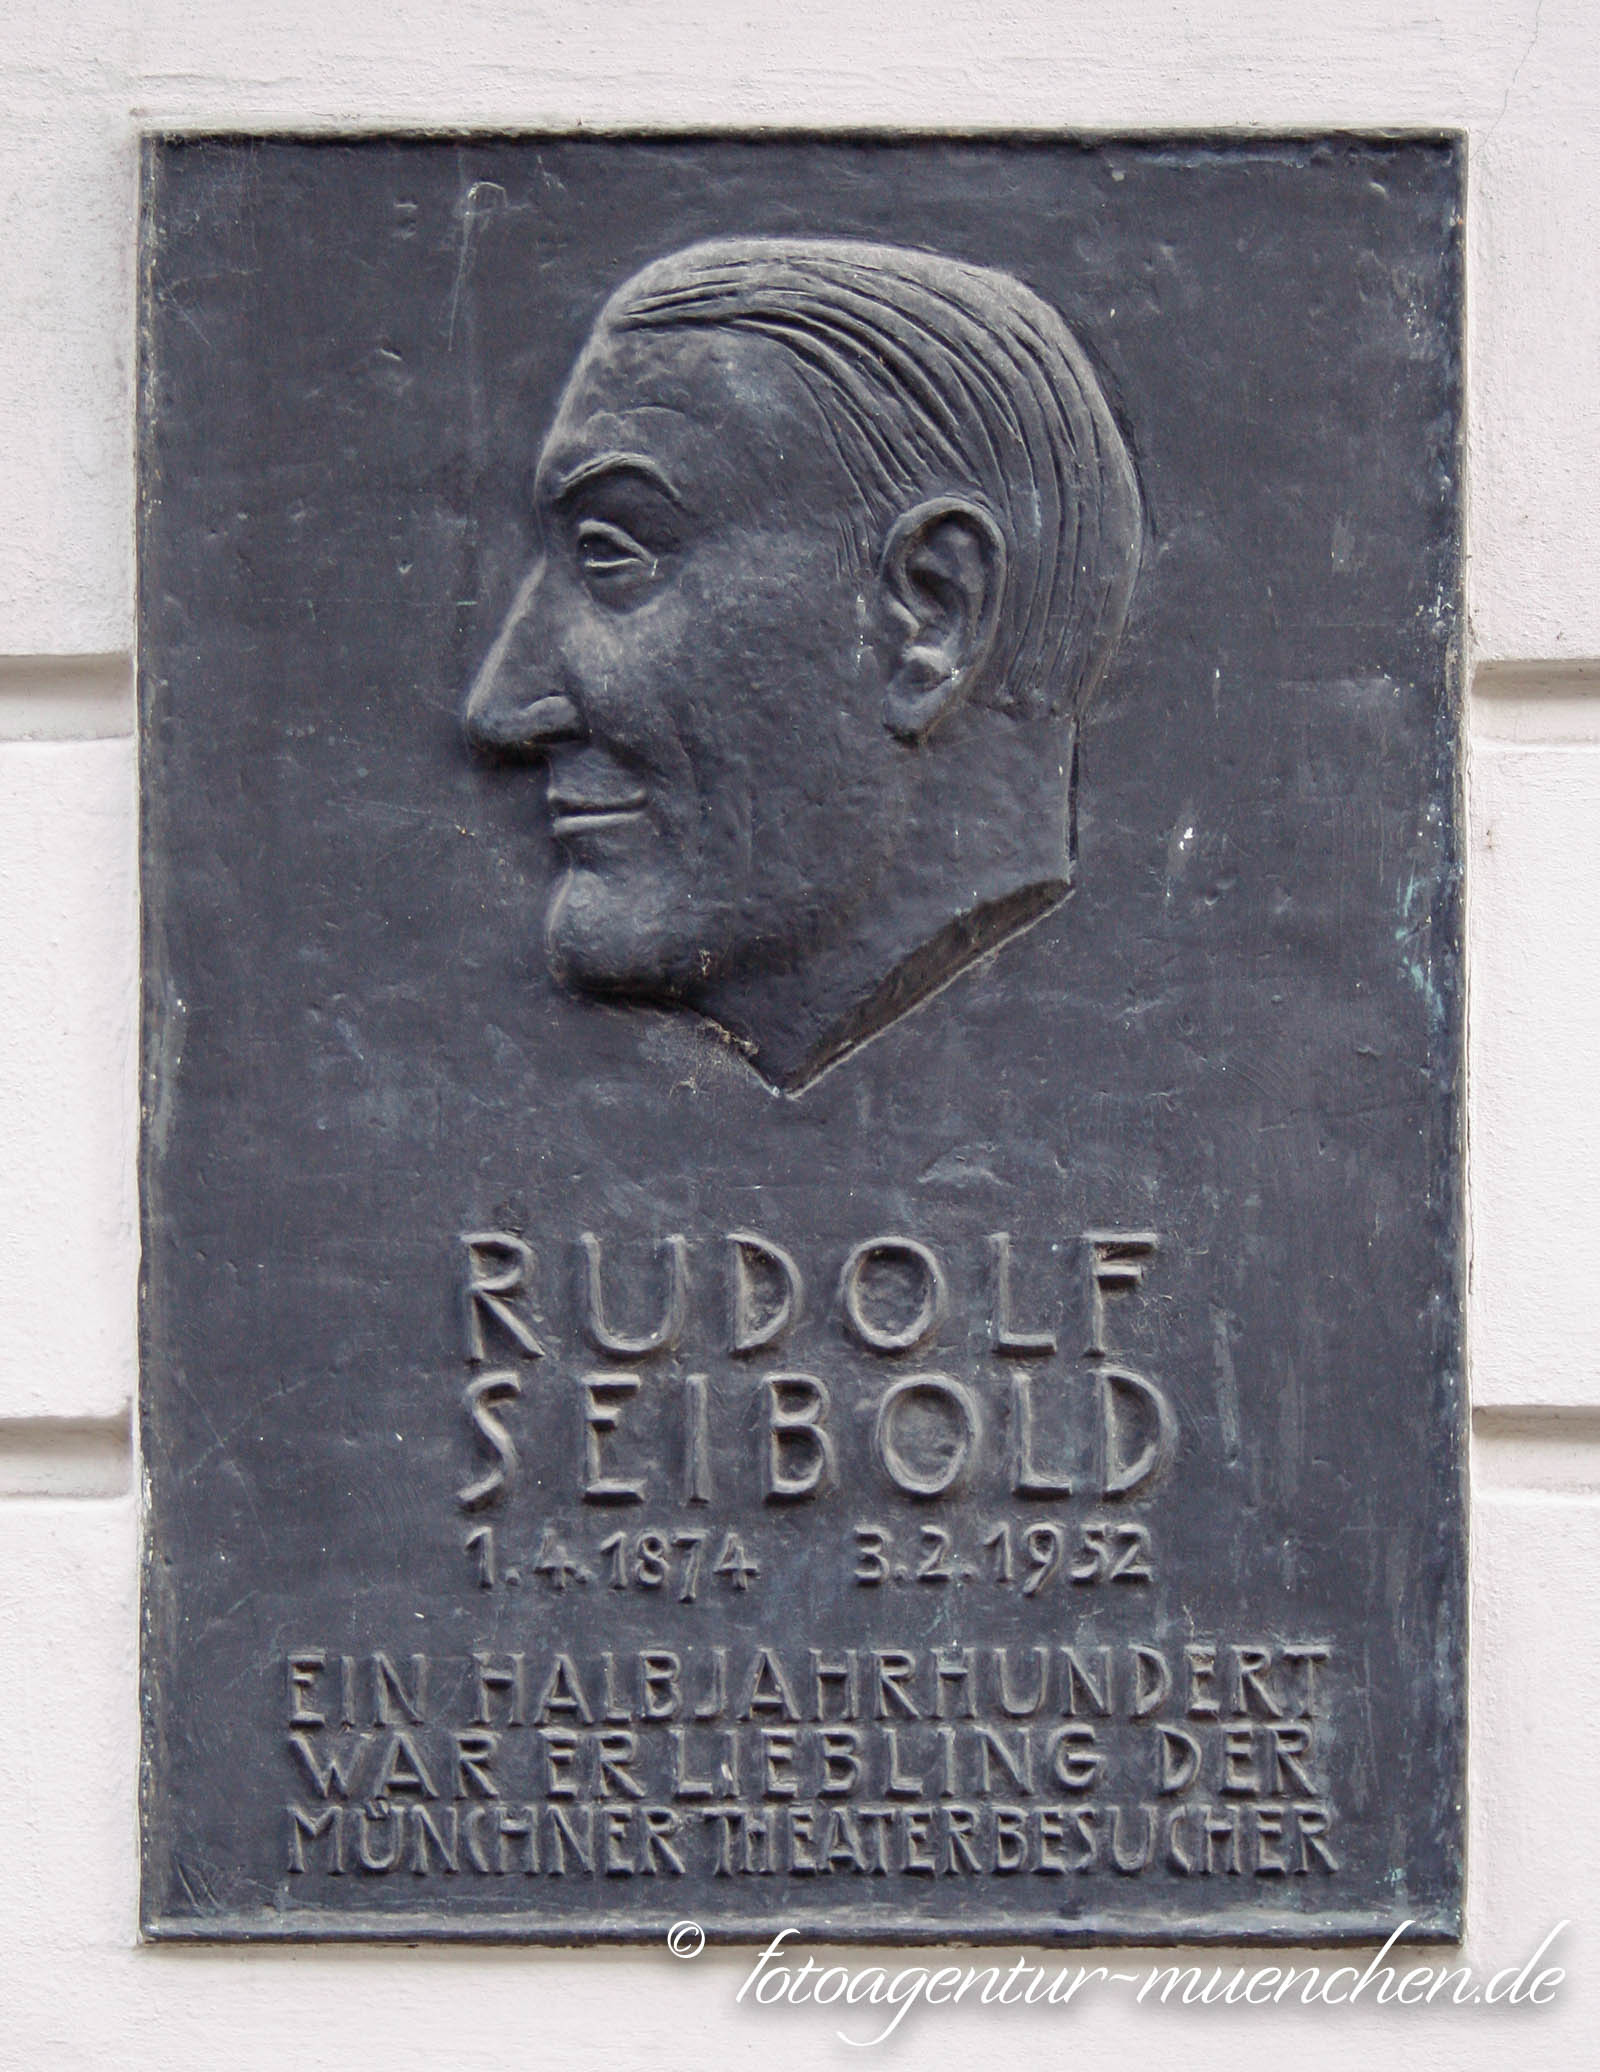 RUDOLF
SEIBOLD
1.4.1874 3.2.1952
EIN HALBJAHRHUNDERT
WAR ER LIEBLING DER
MÜNCHNER THEATERBESUCHER
© fotoagentur-muenchen.de